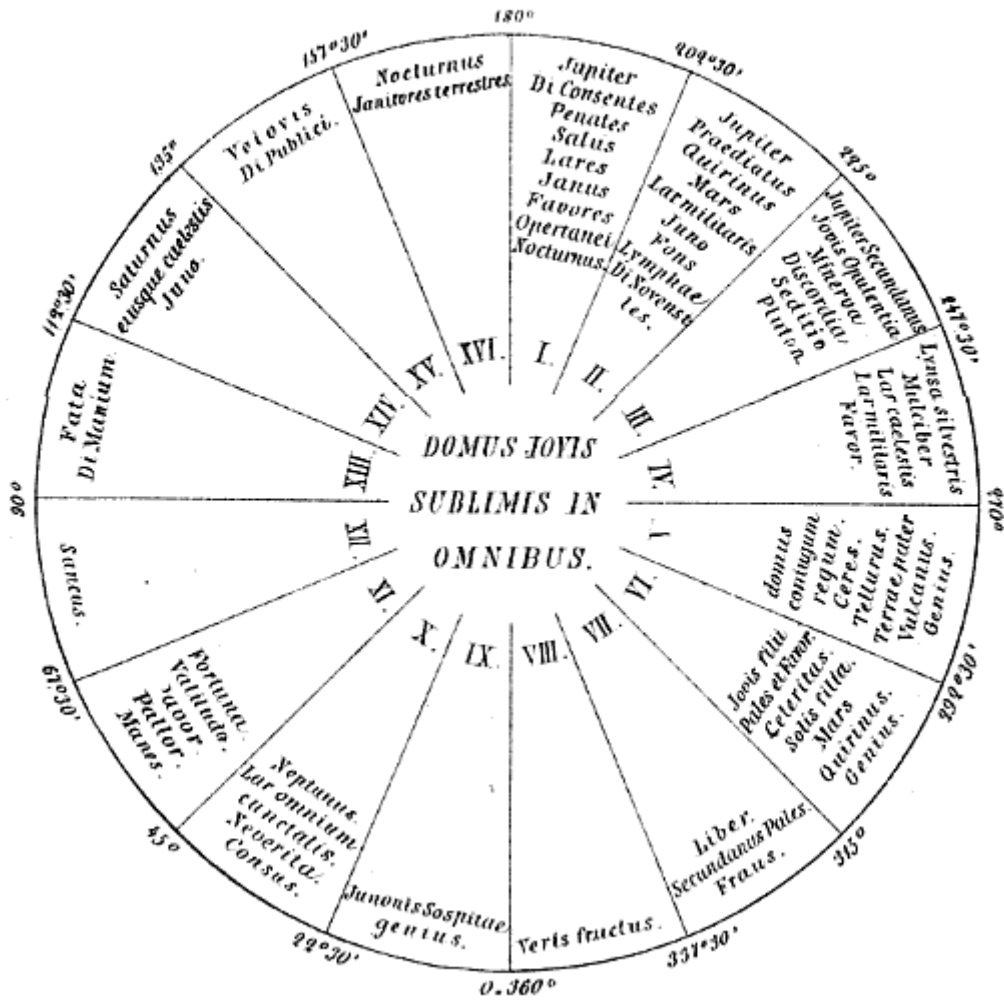 180°
202°30'
225°
247°30'
270°
292°30'
315°
337°30'
0.360°
22°30'
45°
67°30'
90°
112°30'
135°
157°30'
Jupiter
Di Consentes
Penates
Salus
Lares
Janus
Favores
Opertanei
Nocturnus.
I.
Jupiter
Praediatus
Quirinus
Mars
Lar militaris
Juno
Fons
Lymphae
Di Novensi
les.
II.
Jupiter Secundanus
Jovis Opulentia
Minerva
Discordia
Seditio
Pluton.
III.
Lynsa silvestris
Mulciber
Lar caelestis
Lar militaris
Favor.
IV.
domus
coniugum
regum.
Ceres.
Tellurus.
Terrae pater
Vulcanus.
Genius.
V
Jovis filii
Pales et Favor.
Celeritas.
Solis filia.
Mars
Quirinus.
Genius.
VI
VII.
Liber.
Secundanus Pales.
Fraus.
VIII.
Veris fructus.
IX.
Junonis Sospitae
genius.
X.
Neptunus.
Lar omnium
cunctalis.
Neverita.
Consus.
XI
Fortuna
Valitudo.
Pavor.
Pallor.
Manes.
XII
Sancus.
XIII
Fata
Di Manium.
XIV.
Saturnus
eiusque caelestis
Juno.
XV.
Veiovis
Di Publici.
XVI.
Nocturnus
Janitores terrestres.
DOMUS JOVIS
SUBLIMIS IN
OMNIBUS.